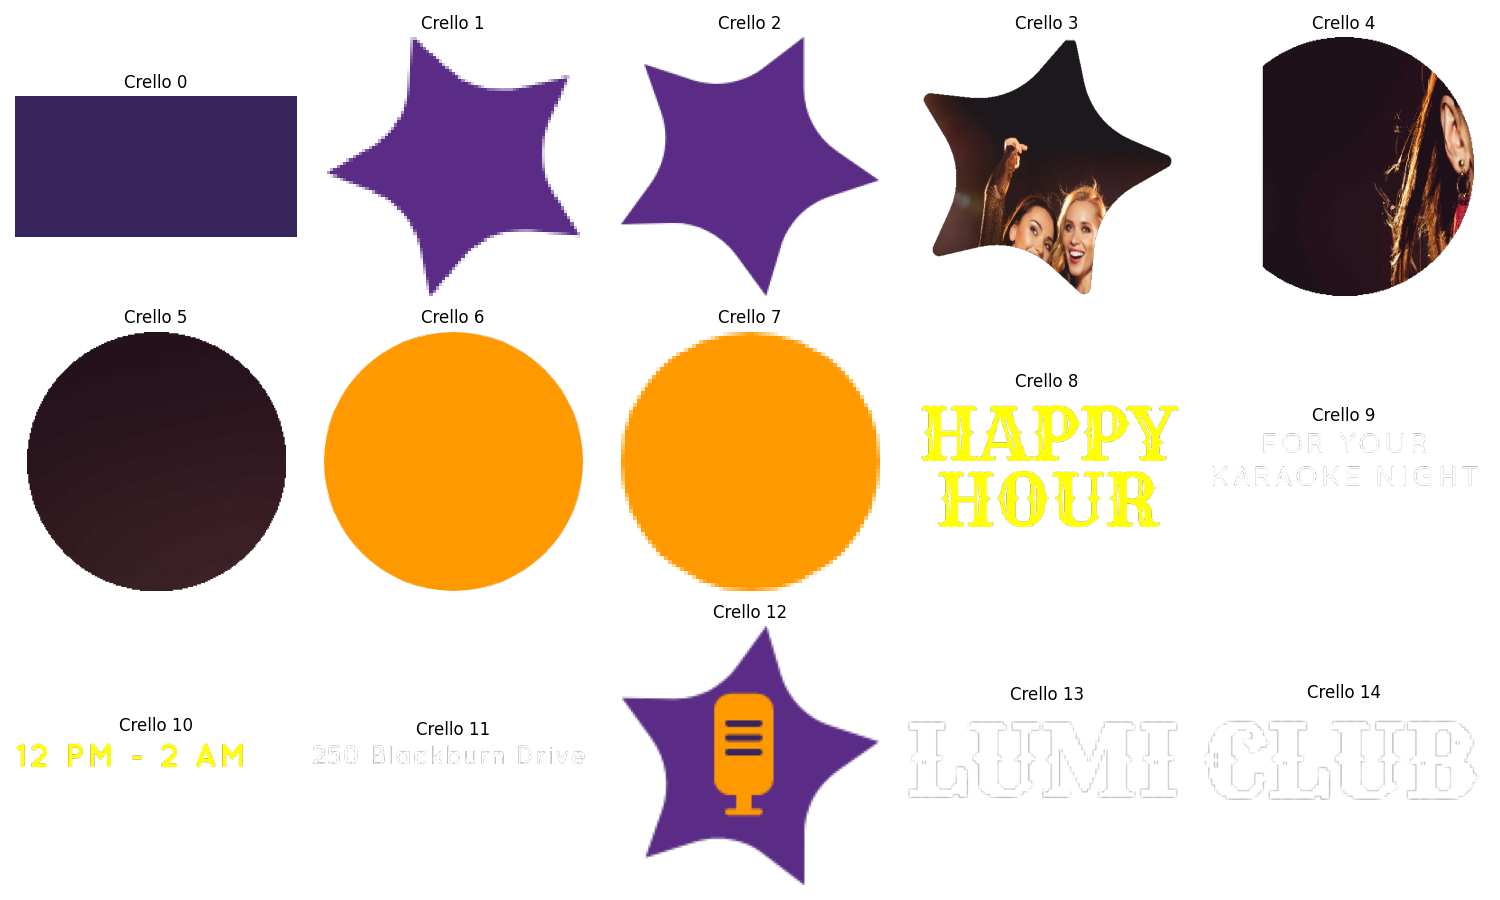 Crello 0
Crello 1
Crello 2
Crello 3
Crello 4
Crello 5
Crello 6
Crello 7
Crello 8
HAPPY
HOUR
Crello 9
FOR YOUR
KARAOKE NIGHT
Crello 10
12 PM - 2 AM
Crello 11
250 Blackburn Drive
Crello 12
Crello 13
LUMI
Crello 14
CLUB